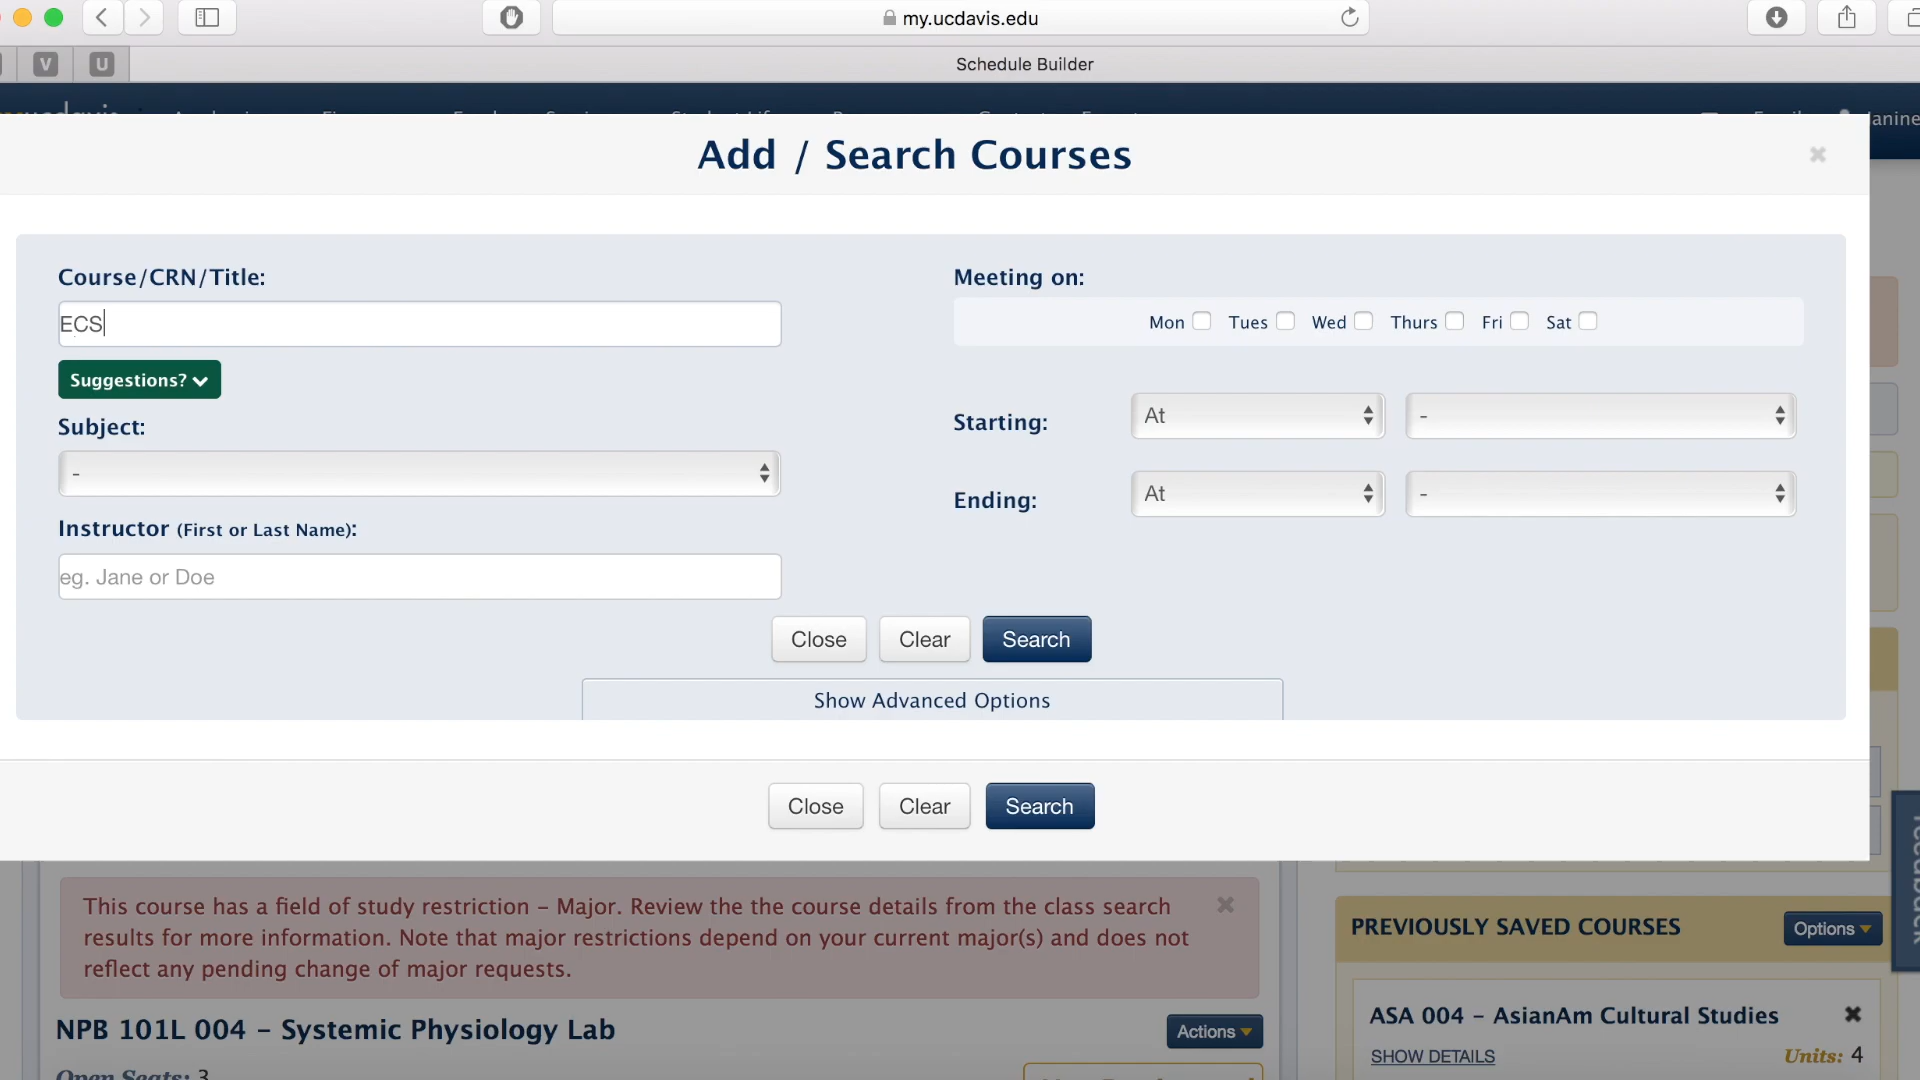 my.ucdavis.edu
V U Schedule Builder
Janine
Add / Search Courses
Course/CRN/Title:
Meeting on:
ECS
Mon Tues Wed Thurs Fri Sat
Suggestions?
Starting: At -
Subject:
-
Ending: At -
Instructor (First or Last Name):
eg. Jane or Doe
Close Clear Search
Show Advanced Options
Close Clear Search
This course has a field of study restriction – Major. Review the the course details from the class search
results for more information. Note that major restrictions depend on your current major(s) and does not
reflect any pending change of major requests.
NPB 101L 004 – Systemic Physiology Lab
Actions
Open Seats: 3
feedback
PREVIOUSLY SAVED COURSES
Options
ASA 004 – AsianAm Cultural Studies
SHOW DETAILS
Units: 4